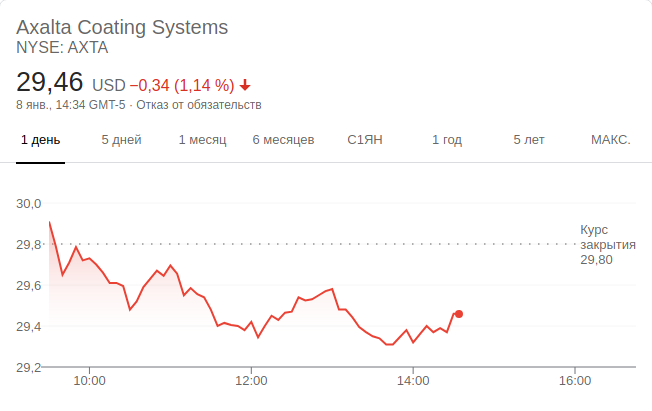 Axalta Coating Systems
NYSE: AXTA
29,46 USD −0,34 (1,14 %)
8 янв., 14:34 GMT-5 · Отказ от обязательств
1 день 5 дней 1 месяц 6 месяцев С1ЯН 1 год 5 лет МАКС.
30,0
Курс
29,8 закрытия
29,80
29,6
29,4
29,2
10:00 12:00 14:00 16:00